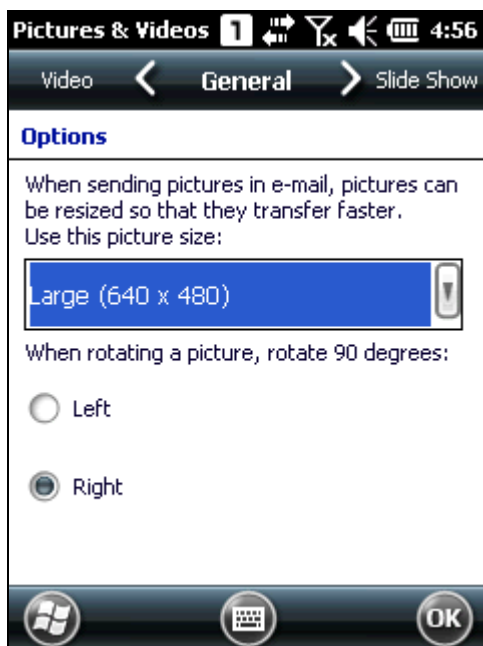 Pictures & Videos 1 4:56
Video General Slide Show
Options
When sending pictures in e-mail, pictures can
be resized so that they transfer faster.
Use this picture size:
Large (640 x 480)
When rotating a picture, rotate 90 degrees:
Left
Right
OK